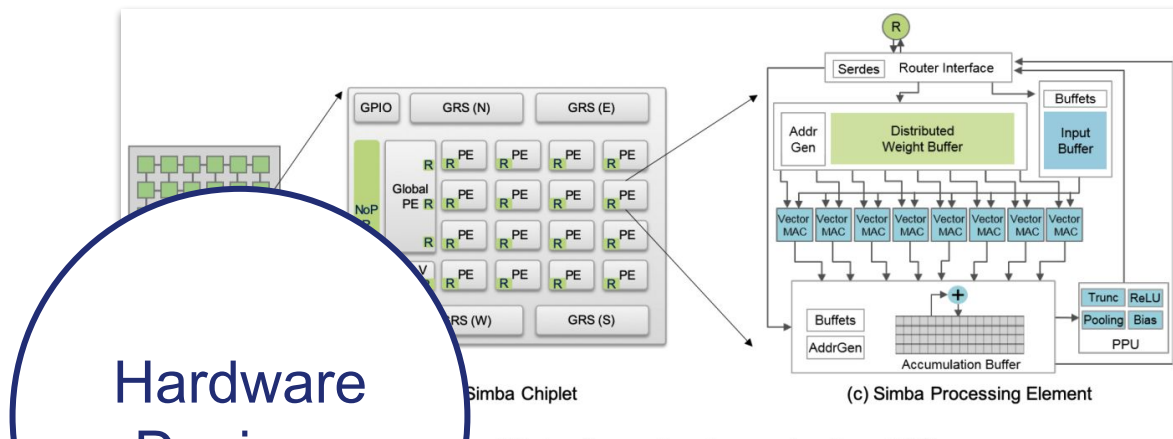 R
Serdes Router Interface
GPIO GRS (N) GRS (E)
Buffets
Addr Gen
Distributed Weight Buffer
Input Buffer
NoP
Global PE
R R R
R PE R PE R PE R PE
R PE R PE R PE R PE
R PE R PE R PE R PE
R PE R PE R PE R PE
Vector MAC Vector MAC Vector MAC Vector MAC Vector MAC Vector MAC Vector MAC Vector MAC
V
R
GRS (W) GRS (S)
+
Buffets
AddrGen
Accumulation Buffer
Trunc ReLU
Pooling Bias
PPU
Simba Chiplet
(c) Simba Processing Element
Hardware